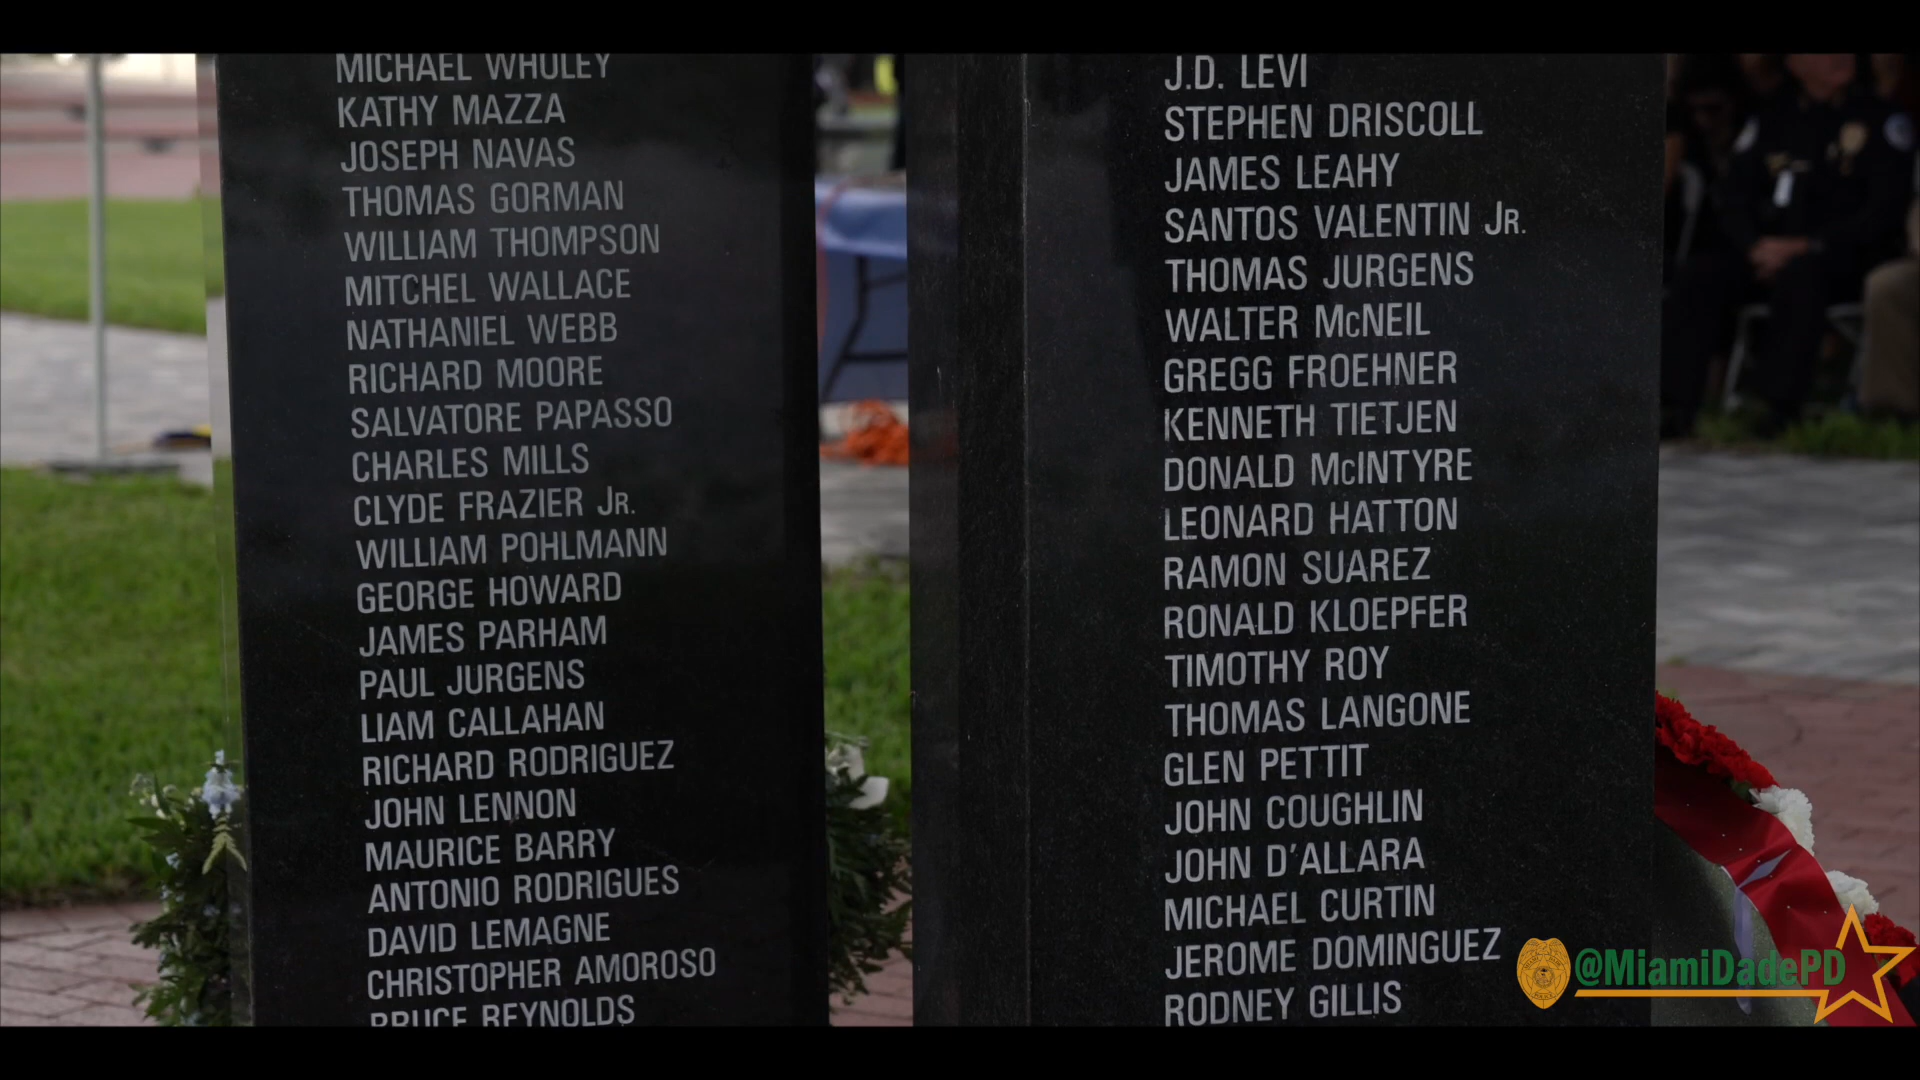 MICHAEL WHOLEY
KATHY MAZZA
JOSEPH NAVAS
THOMAS GORMAN
WILLIAM THOMPSON
MITCHEL WALLACE
NATHANIEL WEBB
RICHARD MOORE
SALVATORE PAPASSO
CHARLES MILLS
CLYDE FRAZIER JR.
WILLIAM POHLMANN
GEORGE HOWARD
JAMES PARHAM
PAUL JURGENS
LIAM CALLAHAN
RICHARD RODRIGUEZ
JOHN LENNON
MAURICE BARRY
ANTONIO RODRIGUES
DAVID LEMAGNE
CHRISTOPHER AMOROSO
BRUCE REYNOLDS
J.D. LEVI
STEPHEN DRISCOLL
JAMES LEAHY
SANTOS VALENTIN JR.
THOMAS JURGENS
WALTER McNEIL
GREGG FROEHNER
KENNETH TIETJEN
DONALD McINTYRE
LEONARD HATTON
RAMON SUAREZ
RONALD KLOEPFER
TIMOTHY ROY
THOMAS LANGONE
GLEN PETTIT
JOHN COUGHLIN
JOHN D'ALLARA
MICHAEL CURTIN
JEROME DOMINGUEZ
RODNEY GILLIS
@MiamiDadePD